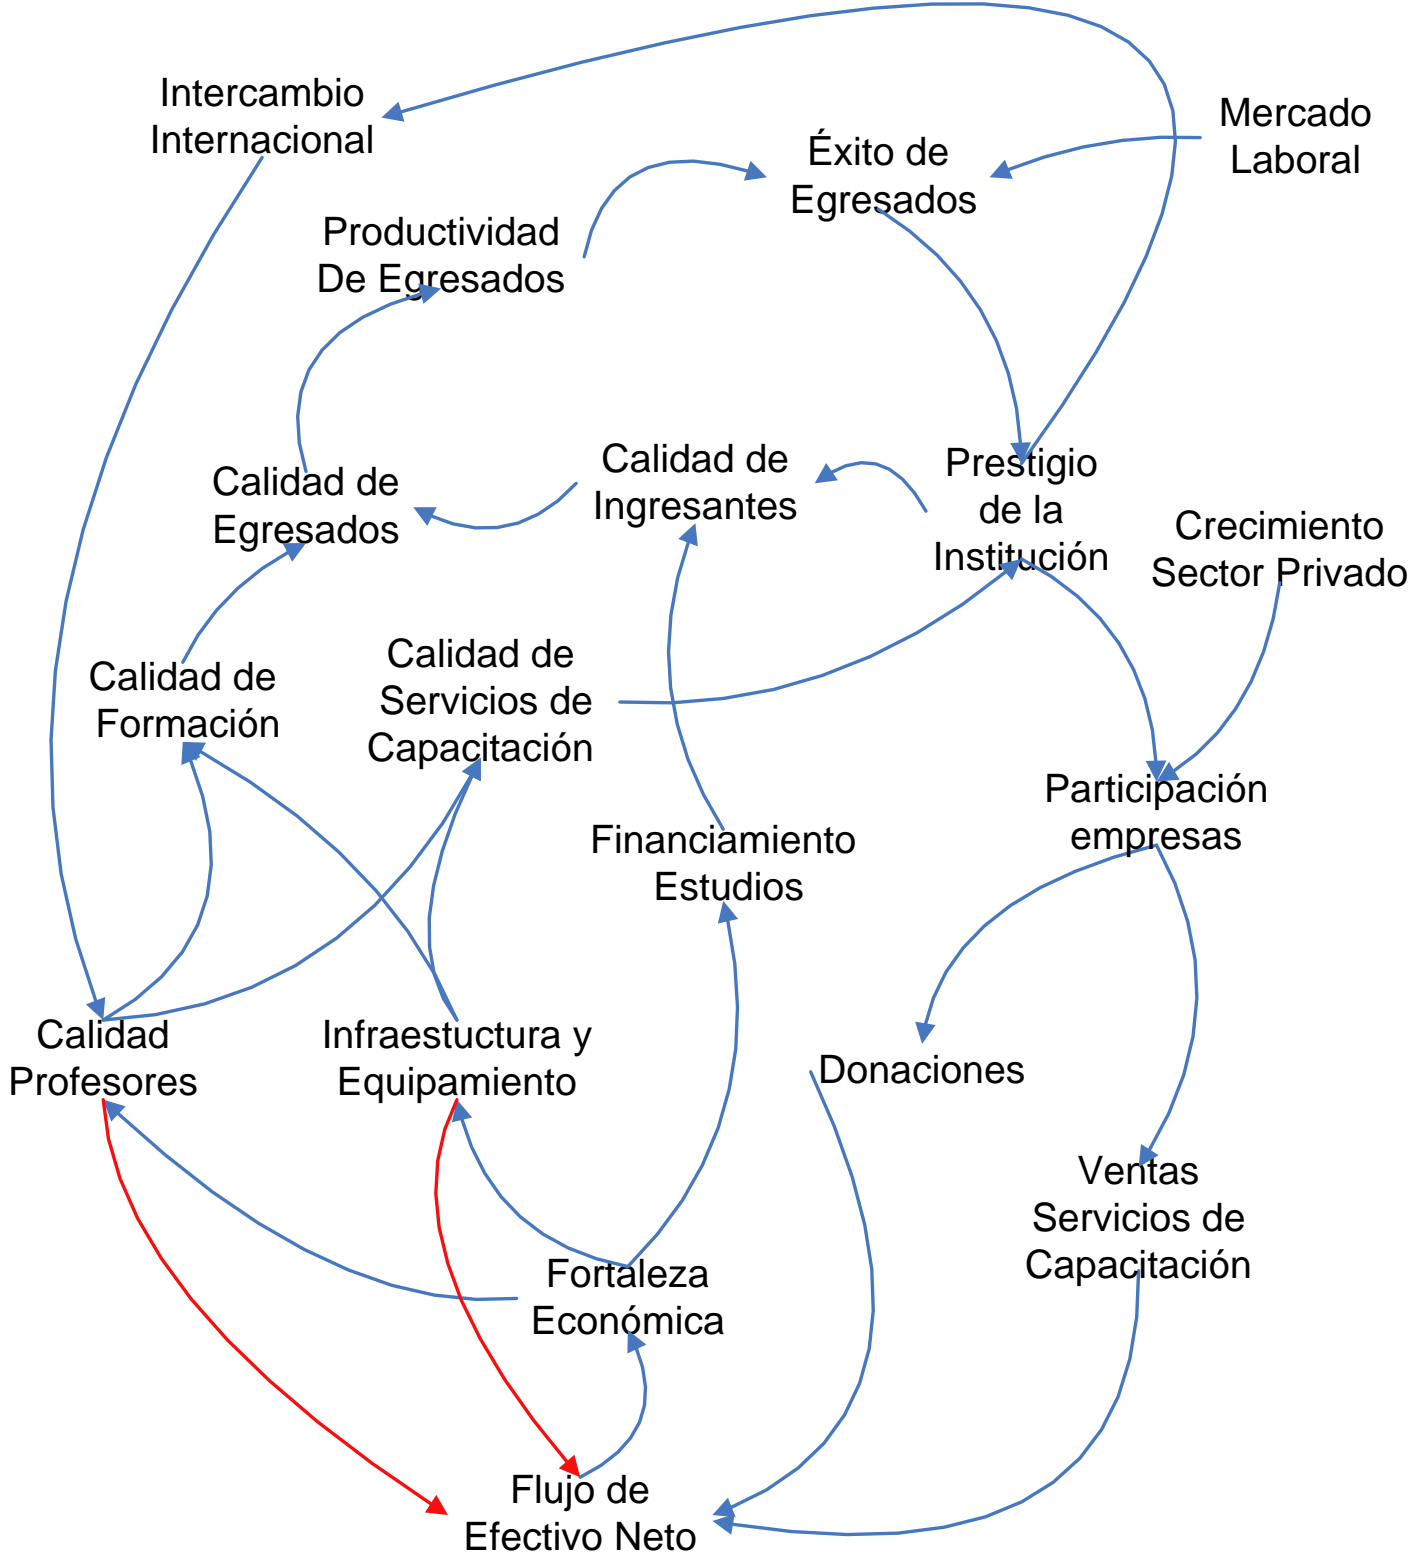 Intercambio
Internacional
Mercado
Laboral
Éxito de
Egresados
Productividad
De Egresados
Calidad de
Ingresantes
Prestigio
de la
Institución
Calidad de
Egresados
Crecimiento
Sector Privado
Calidad de
Servicios de
Capacitación
Calidad de
Formación
Participación
empresas
Financiamiento
Estudios
Calidad
Profesores
Infraestuctura y
Equipamiento
Donaciones
Ventas
Servicios de
Capacitación
Fortaleza
Económica
Flujo de
Efectivo Neto